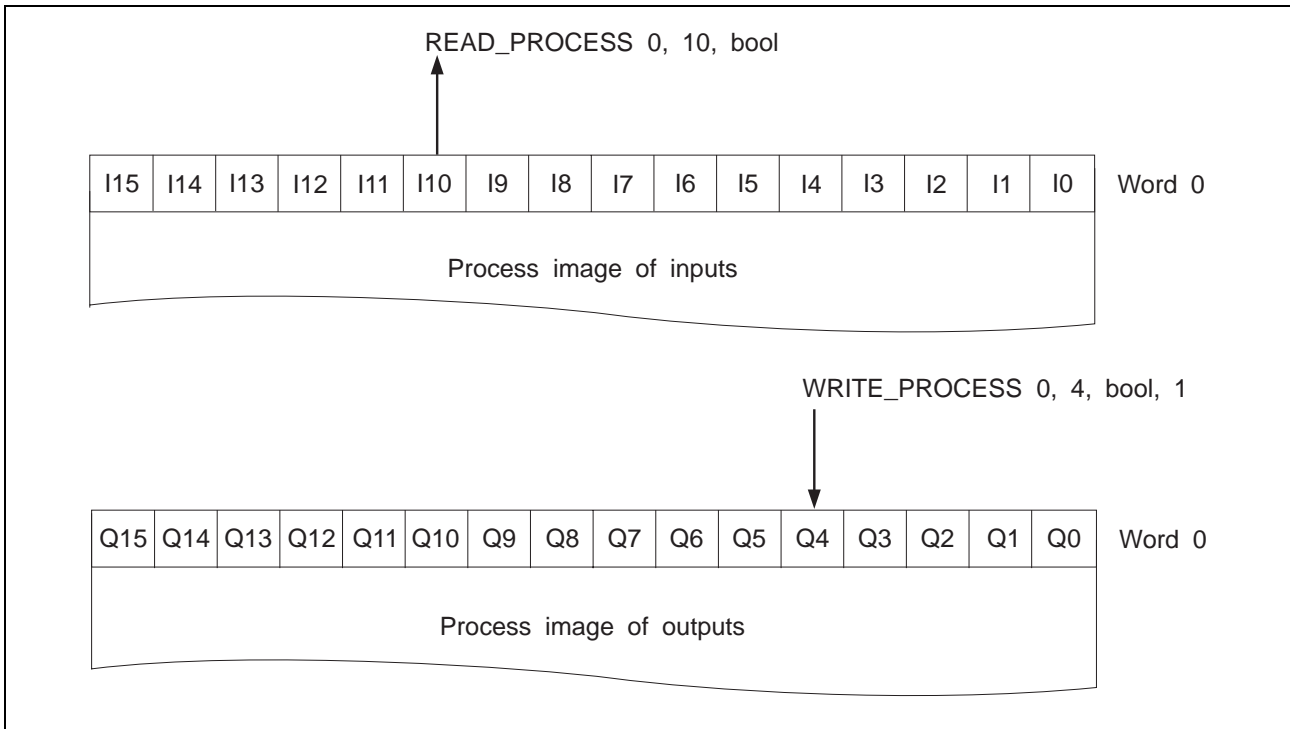 READ_PROCESS 0, 10, bool
I15 I14 I13 I12 I11 I10 I9 I8 I7 I6 I5 I4 I3 I2 I1 I0 Word 0
Process image of inputs
WRITE_PROCESS 0, 4, bool, 1
Q15 Q14 Q13 Q12 Q11 Q10 Q9 Q8 Q7 Q6 Q5 Q4 Q3 Q2 Q1 Q0 Word 0
Process image of outputs